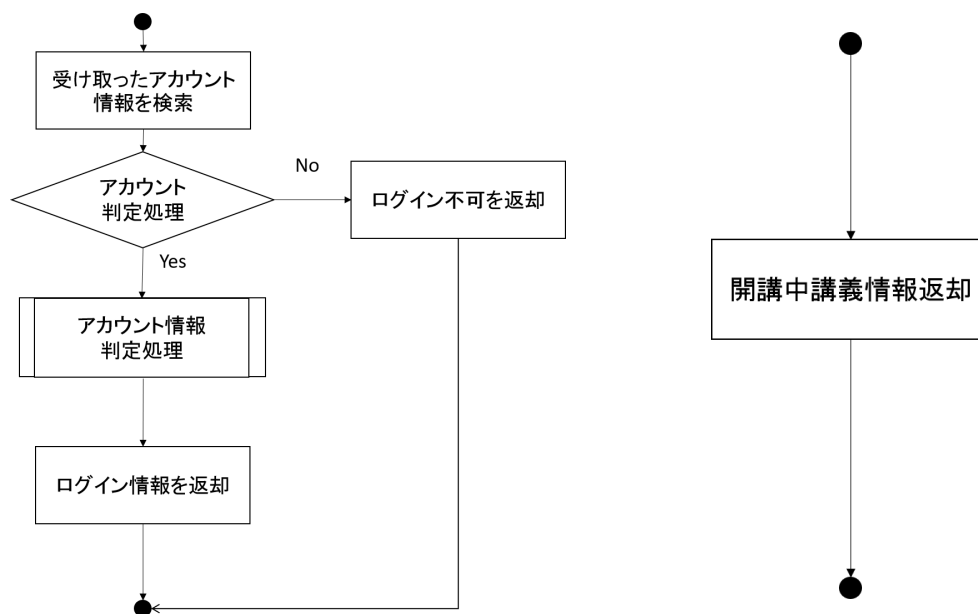 受け取ったアカウント
情報を検索
アカウント
判定処理
No
ログイン不可を返却
Yes
アカウント情報
判定処理
ログイン情報を返却
開講中講義情報返却